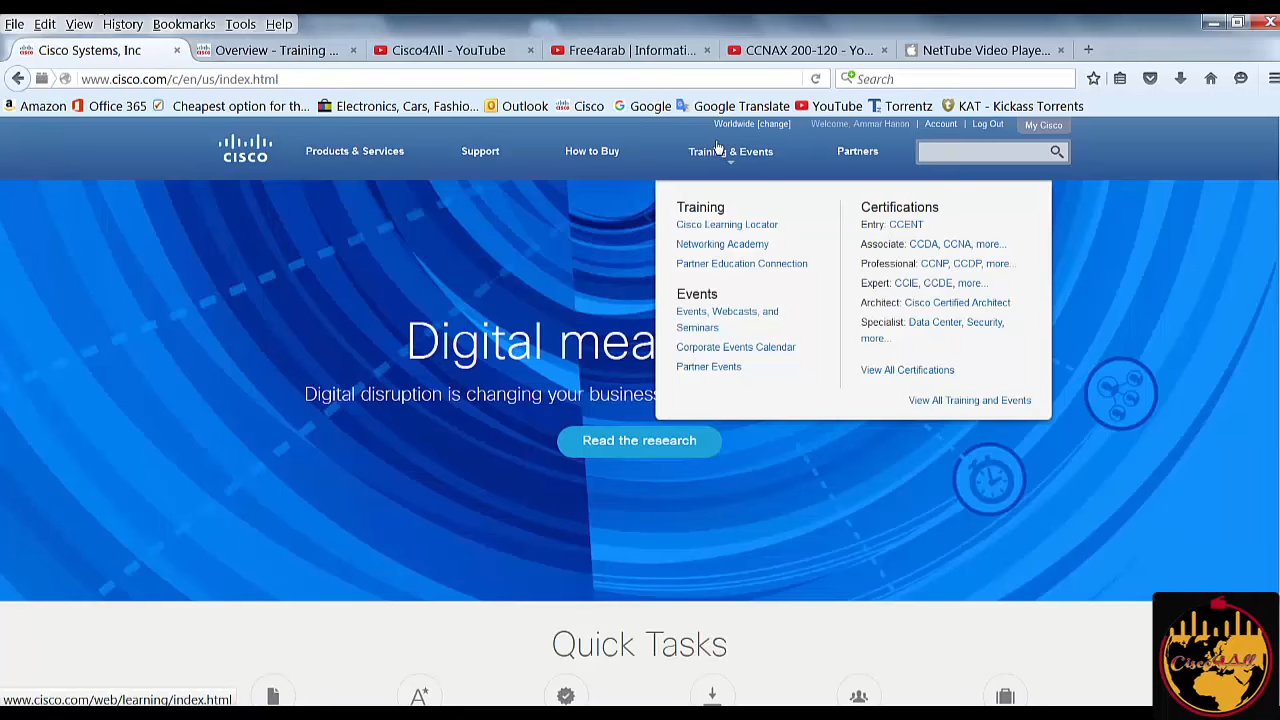 File Edit View History Bookmarks Tools Help
Cisco Systems, Inc × Overview - Training ... × Cisco4All - YouTube × Free4arab | Informati... × CCNAX 200-120 - Yo... × NetTube Video Playe... × +
www.cisco.com/c/en/us/index.html Search
Amazon Office 365 Cheapest option for th... Electronics, Cars, Fashio... Outlook Cisco Google Google Translate YouTube Torrentz KAT - Kickass Torrents
Worldwide [change] Welcome, Ammar Hanon | Account | Log Out My Cisco
CISCO Products & Services Support How to Buy Training & Events Partners
Training
Cisco Learning Locator
Networking Academy
Partner Education Connection
Events
Events, Webcasts, and
Seminars
Corporate Events Calendar
Partner Events
Certifications
Entry: CCENT
Associate: CCDA, CCNA, more...
Professional: CCNP, CCDP, more...
Expert: CCIE, CCDE, more...
Architect: Cisco Certified Architect
Specialist: Data Center, Security,
more...
View All Certifications
View All Training and Events
Digital mea
Digital disruption is changing your business
Read the research
Quick Tasks
Cisco4All
www.cisco.com/web/learning/index.html